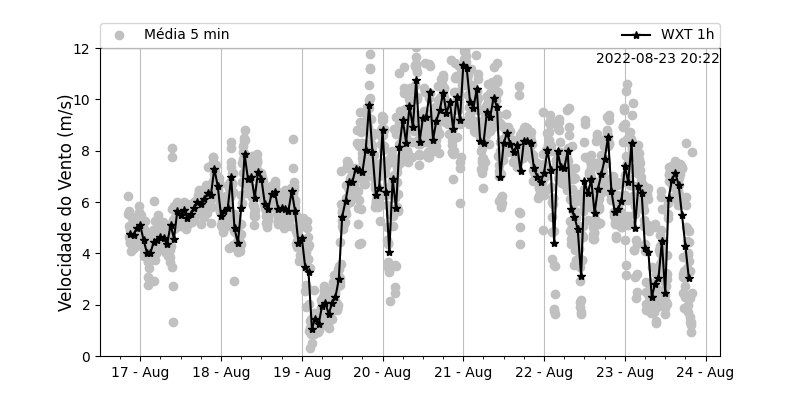 Média 5 min
WXT 1h
2022-08-23 20:22
Velocidade do Vento (m/s)
12
10
8
6
4
2
0
17 - Aug
18 - Aug
19 - Aug
20 - Aug
21 - Aug
22 - Aug
23 - Aug
24 - Aug